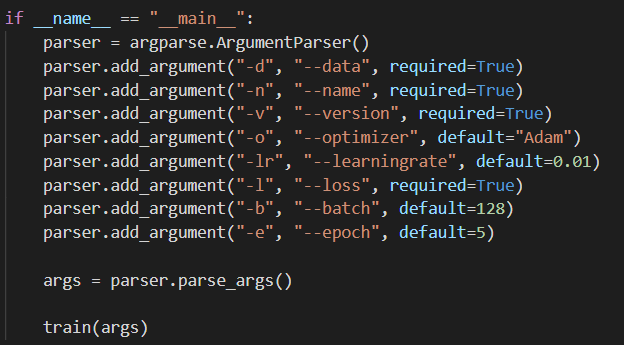 if __name__ == "__main__":
    parser = argparse.ArgumentParser()
    parser.add_argument("-d", "--data", required=True)
    parser.add_argument("-n", "--name", required=True)
    parser.add_argument("-v", "--version", required=True)
    parser.add_argument("-o", "--optimizer", default="Adam")
    parser.add_argument("-lr", "--learningrate", default=0.01)
    parser.add_argument("-l", "--loss", required=True)
    parser.add_argument("-b", "--batch", default=128)
    parser.add_argument("-e", "--epoch", default=5)
    args = parser.parse_args()
    train(args)